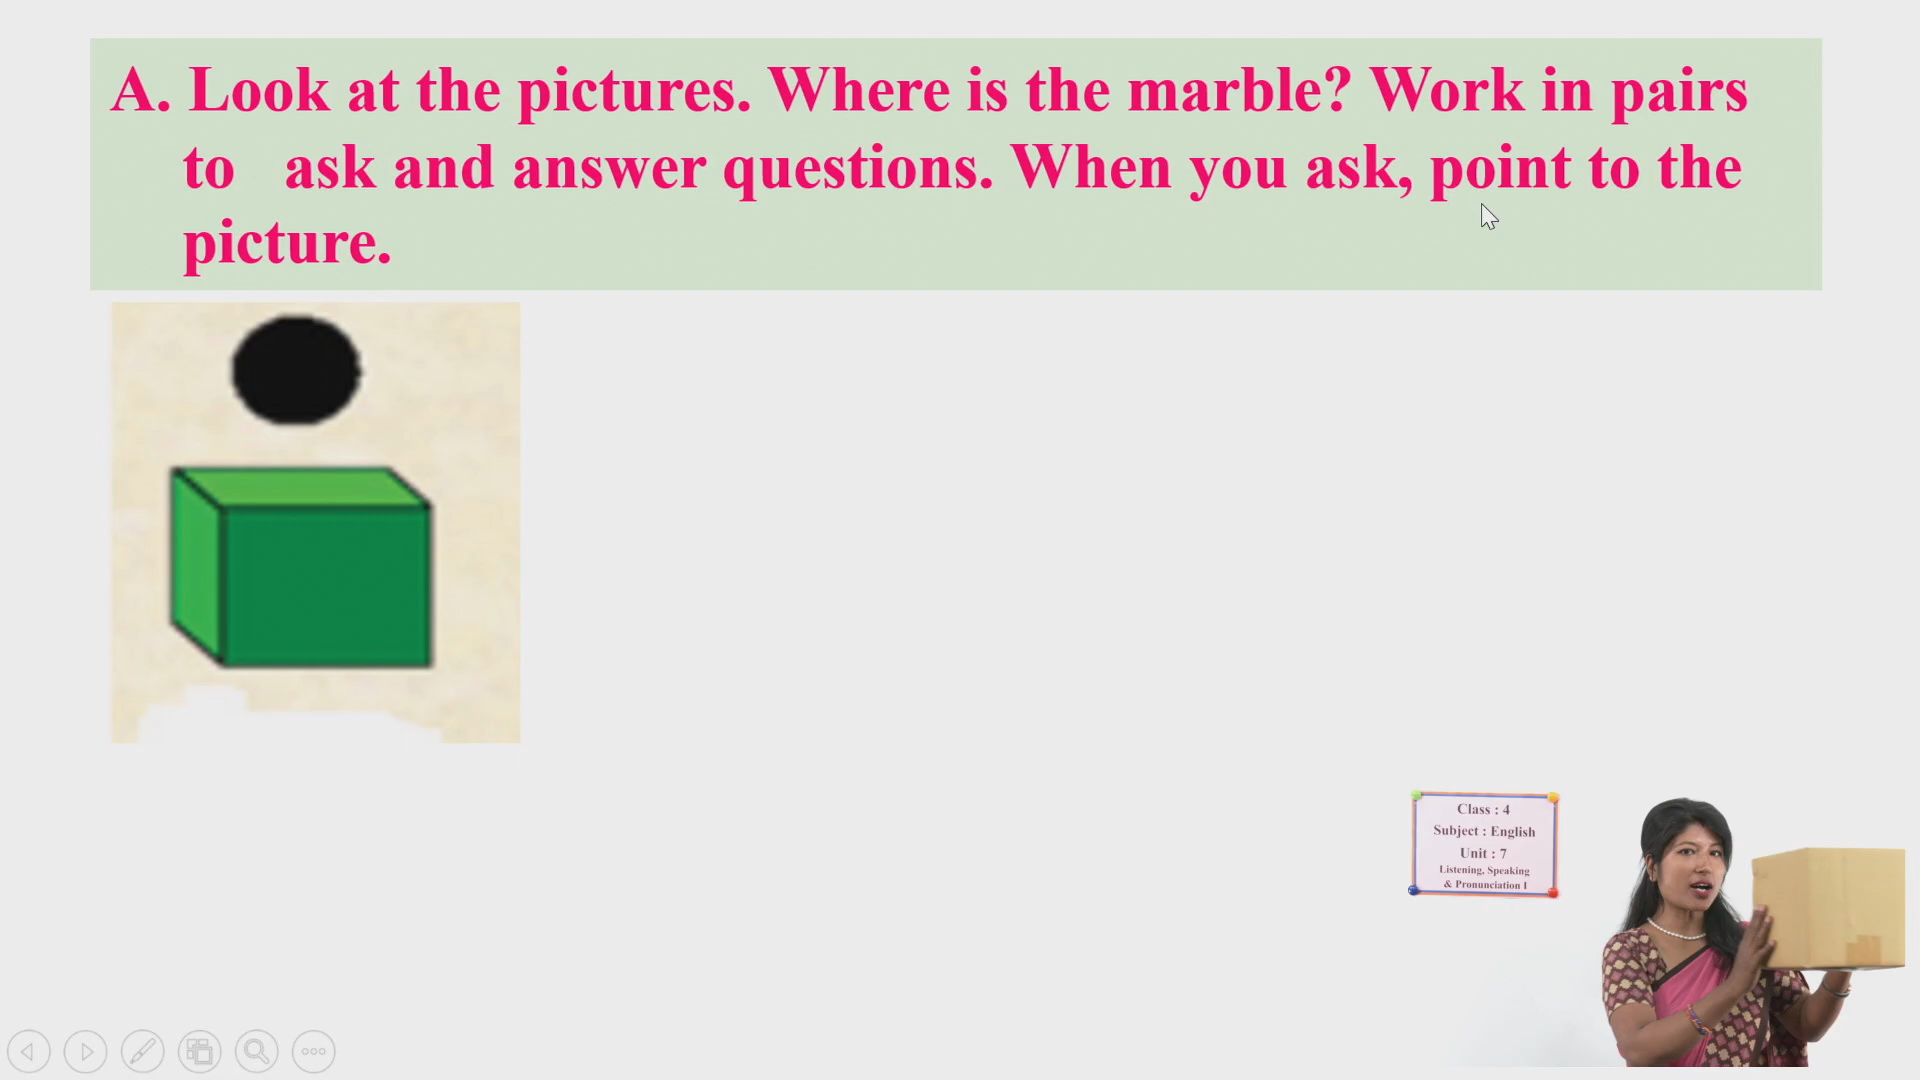 A. Look at the pictures. Where is the marble? Work in pairs
to ask and answer questions. When you ask, point to the
picture.
Class : 4
Subject : English
Unit : 7
Listening, Speaking
& Pronunciation I